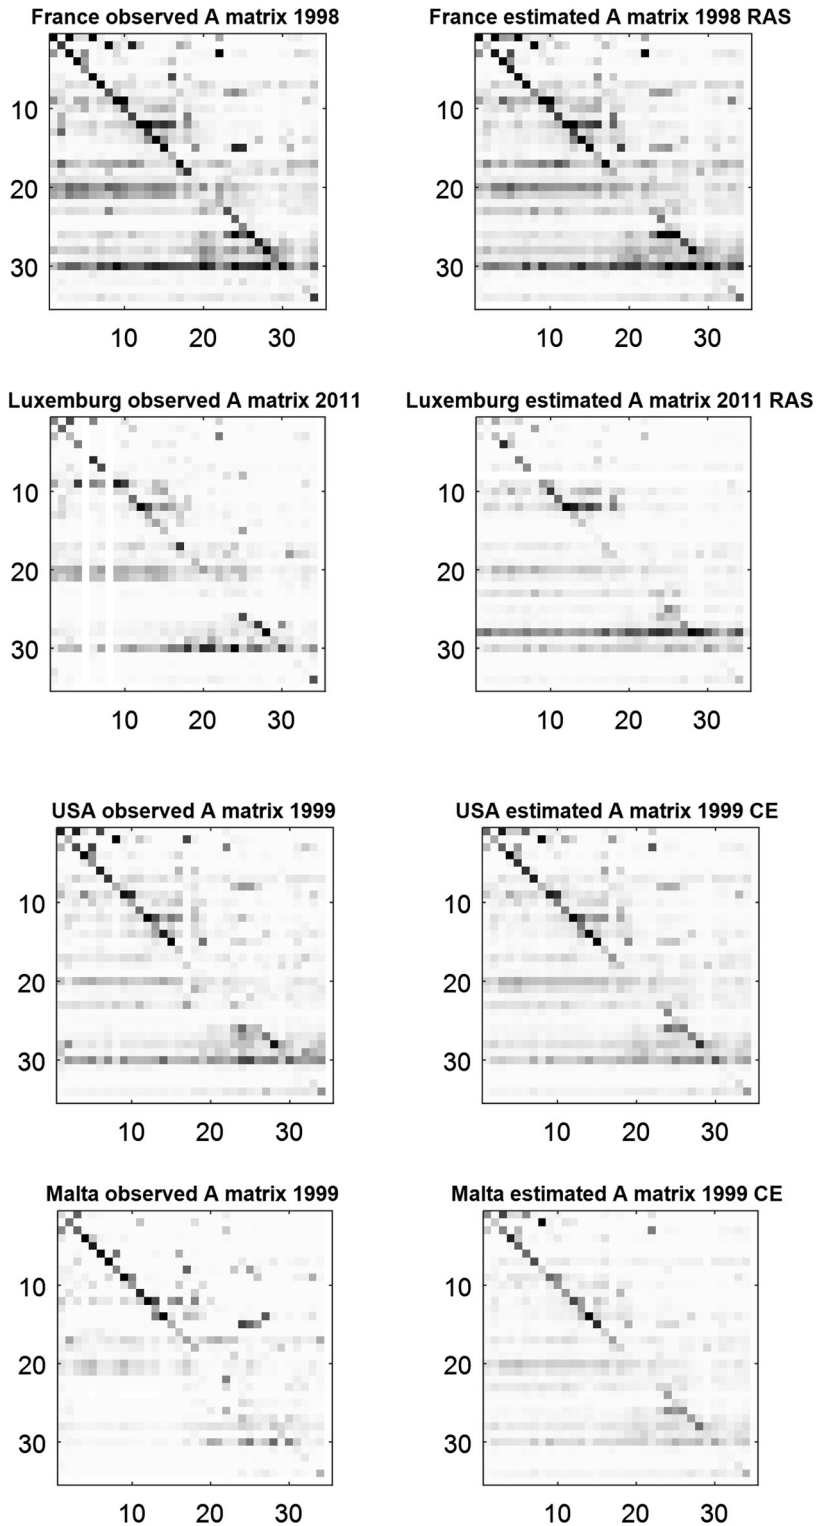 France observed A matrix 1998
France estimated A matrix 1998 RAS
10
20
30
10 20 30
10
20
30
10 20 30
Luxemburg observed A matrix 2011
Luxemburg estimated A matrix 2011 RAS
10
20
30
10 20 30
10
20
30
10 20 30
USA observed A matrix 1999
USA estimated A matrix 1999 CE
10
20
30
10 20 30
10
20
30
10 20 30
Malta observed A matrix 1999
Malta estimated A matrix 1999 CE
10
20
30
10 20 30
10
20
30
10 20 30